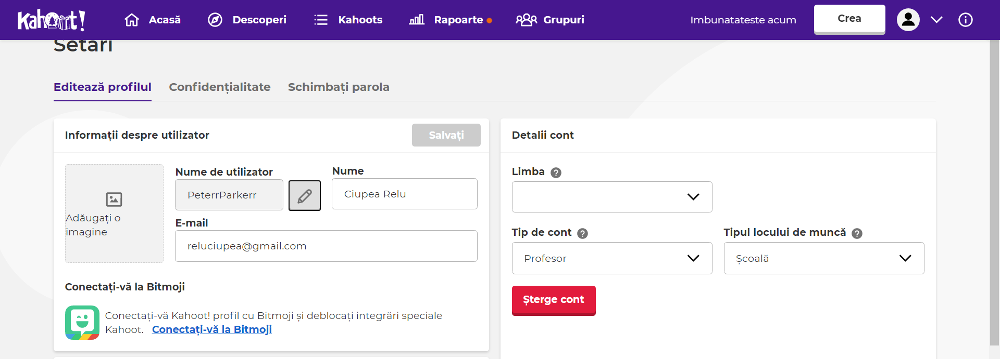 Kahoot!
Acasă
Descoperi
Kahoots
Rapoarte
Grupuri
Imbunatateste acum
Crea
Setari
Editează profilul
Confidențialitate
Schimbați parola
Informații despre utilizator
Salvați
Adăugați o
imagine
Nume de utilizator
PeterrParkerr
Nume
Ciupea Relu
E-mail
reluciupea@gmail.com
Conectați-vă la Bitmoji
Conectați-vă Kahoot! profil cu Bitmoji și deblocați integrări speciale
Kahoot. Conectați-vă la Bitmoji
Detalii cont
Limba ?
Tip de cont ?
Profesor
Tipul locului de muncă ?
Școală
Șterge cont